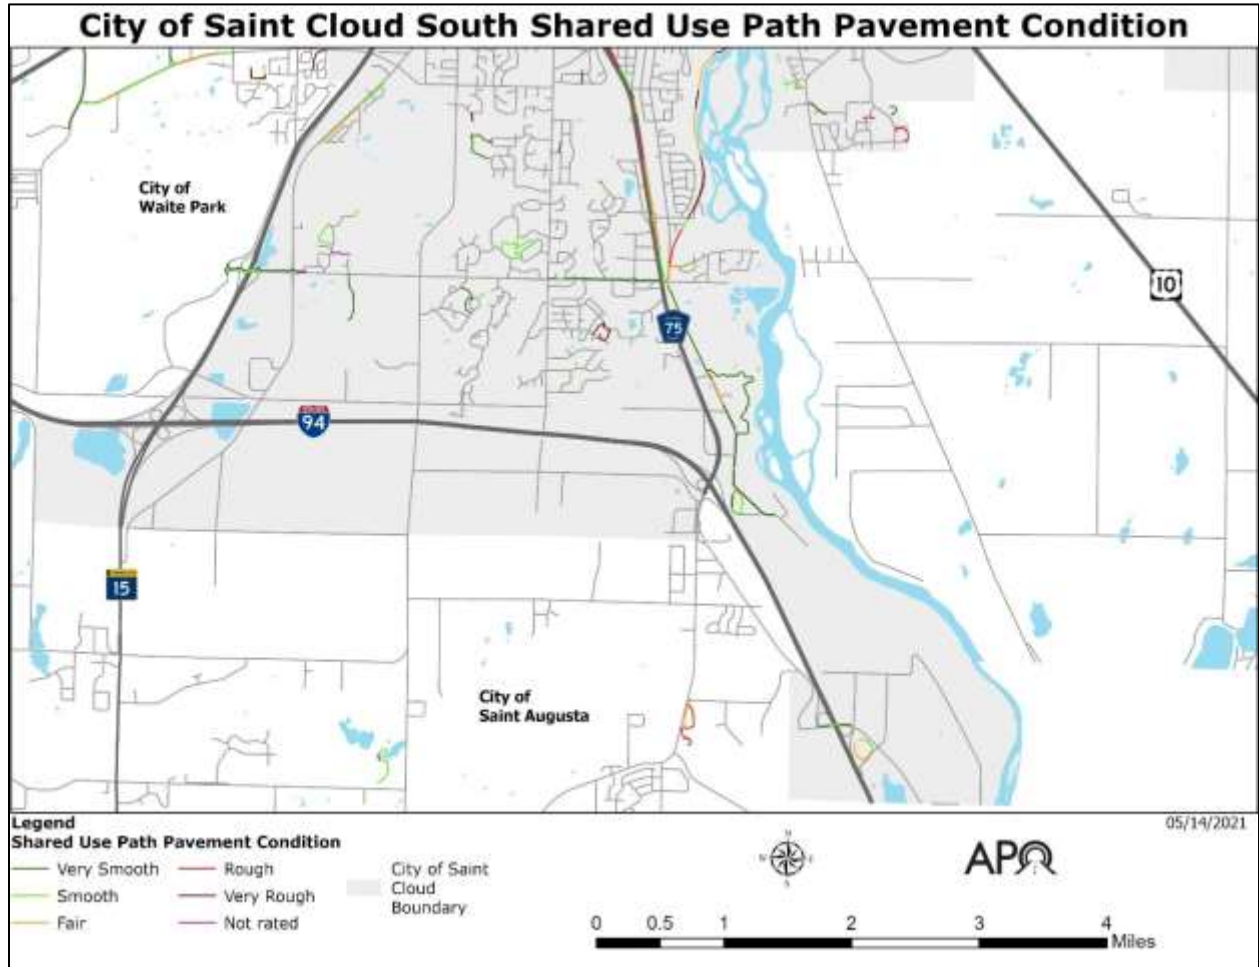 City of Saint Cloud South Shared Use Path Pavement Condition
City of
Waite Park
10
75
94
15
City of
Saint Augusta
Legend
05/14/2021
Shared Use Path Pavement Condition
Very Smooth
Rough
City of Saint
Cloud
Boundary
Smooth
Very Rough
Fair
Not rated
N
W
E
S
APO
0 0.5 1 2 3 4
Miles